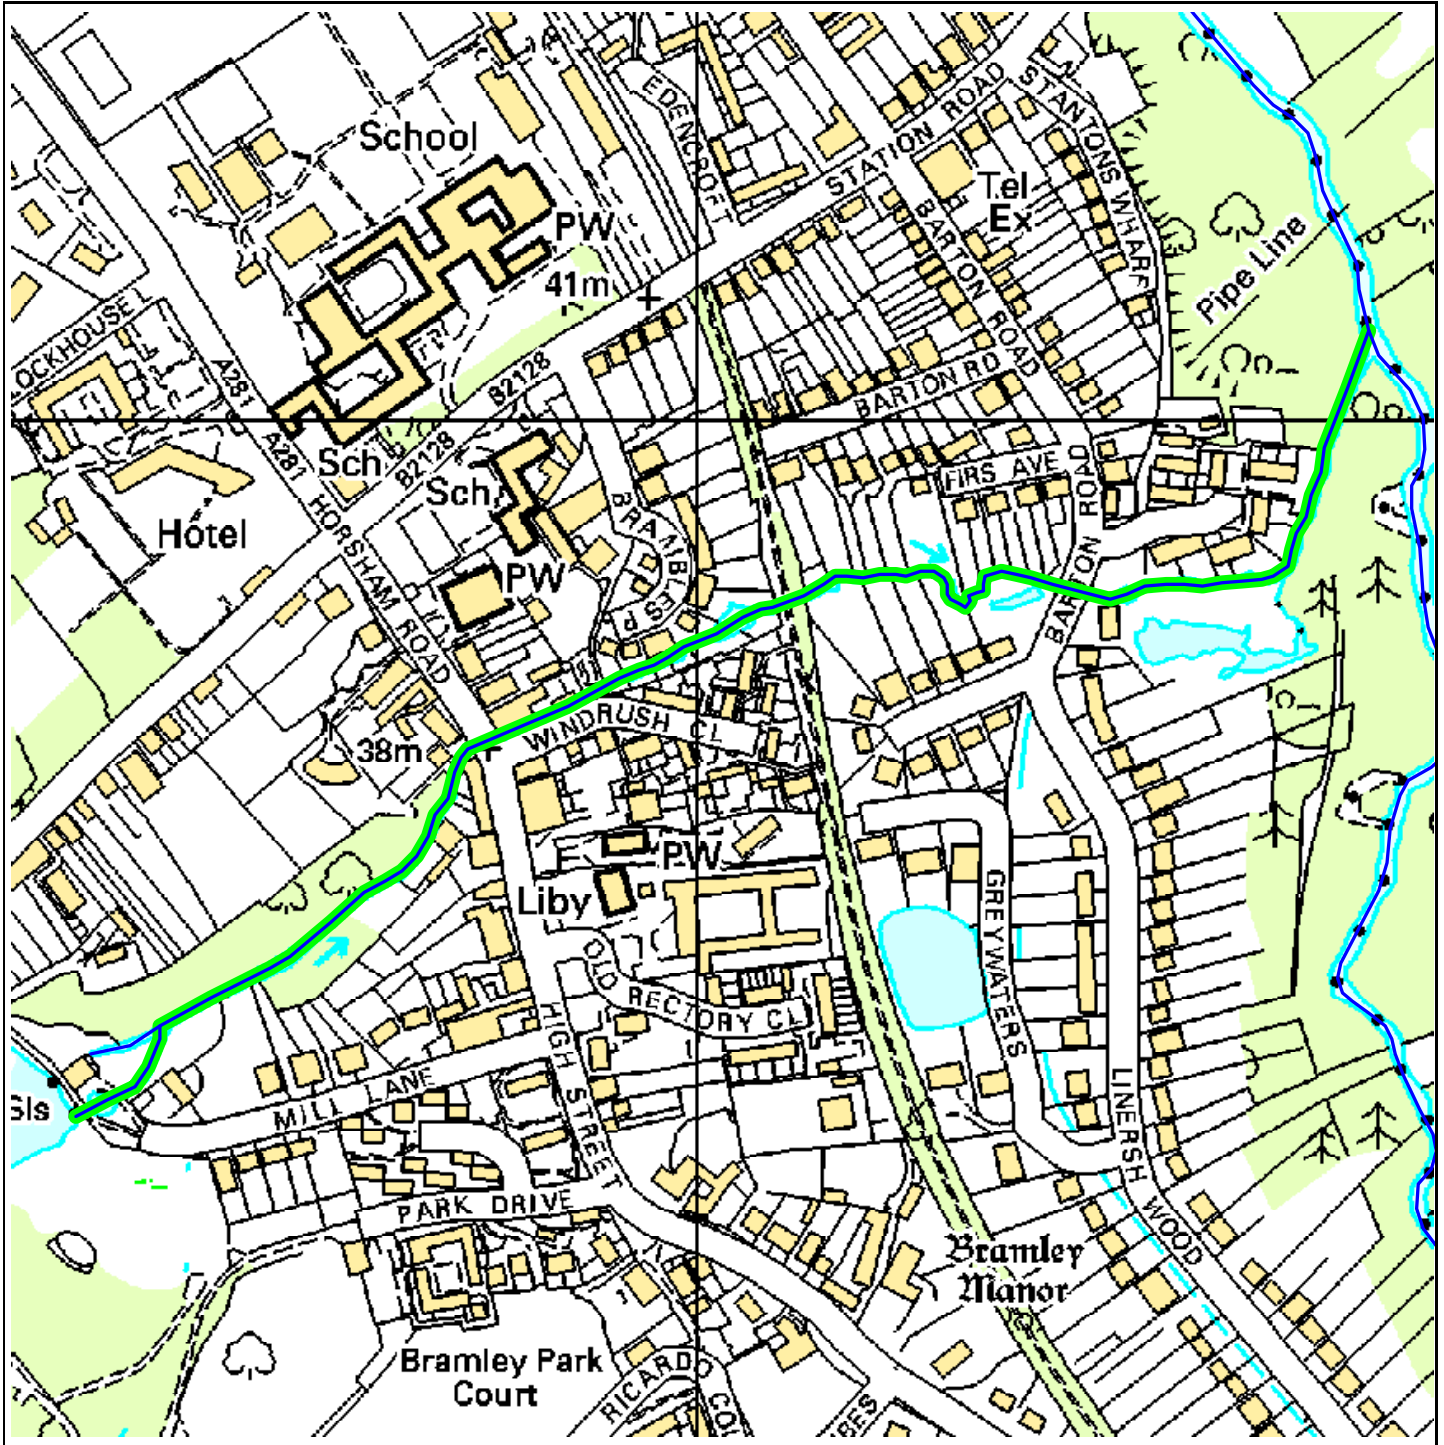 EDENCROFT
STATION ROAD
STANTONS WHARF
School
Tel
Ex
PW
BARTON ROAD
Pipe Line
41m
OCKHOUSE
A281
B2128
BARTON RD
A281
B2128
Sch
Sch
FIRS AVE
BARTON ROAD
HORSHAM ROAD
Hotel
BRAMBLES P
PW
WINDRUSH CL
38m
PW
Liby
GREYWATERS
OLD RECTORY CL
HIGH STREET
MILL LANE
Sls
LINERSH WOOD
PARK DRIVE
Bramley
Manor
Bramley Park
Court
RICARDO COU